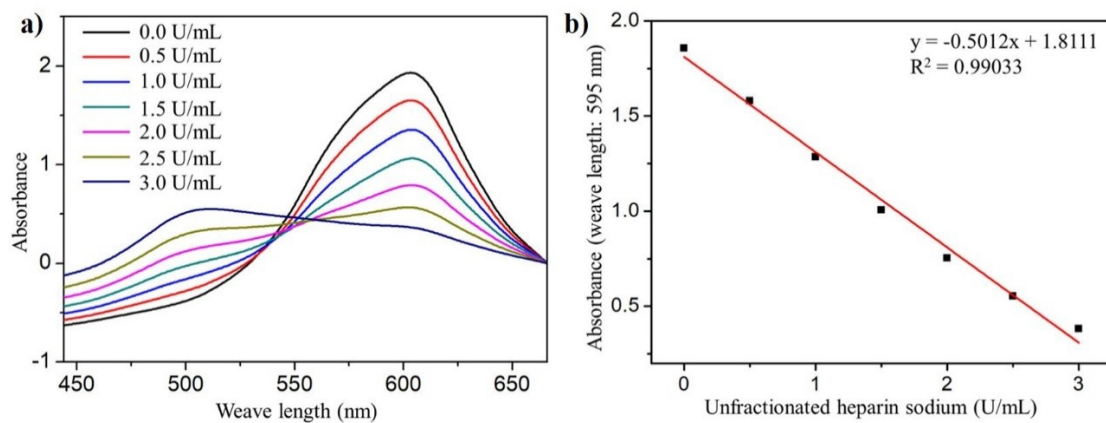 a)
0.0 U/mL
0.5 U/mL
1.0 U/mL
1.5 U/mL
2.0 U/mL
2.5 U/mL
3.0 U/mL
2
1
0
-1
Absorbance
450 500 550 600 650
Weave length (nm)
b)
y = -0.5012x + 1.8111
R² = 0.99033
2.0
1.5
1.0
0.5
Absorbance (weave length: 595 nm)
0 1 2 3
Unfractionated heparin sodium (U/mL)